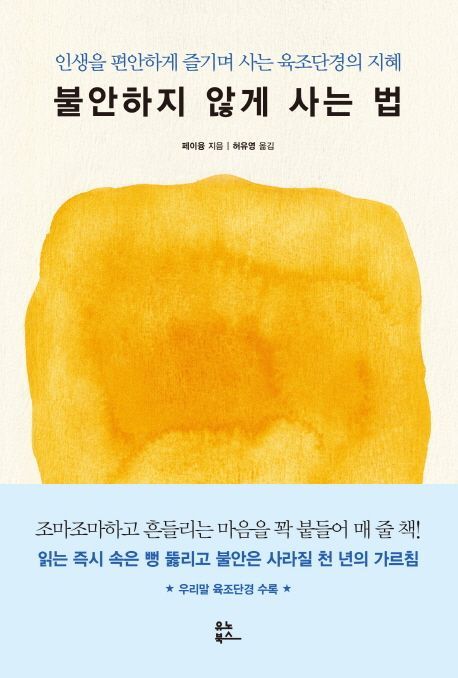 인생을 편안하게 즐기며 사는 육조단경의 지혜
불안하지 않게 사는 법
페이융 지음 | 허유영 옮김
조마조마하고 흔들리는 마음을 꽉 붙들어 매 줄 책!
읽는 즉시 속은 뻥 뚫리고 불안은 사라질 천 년의 가르침
★ 우리말 육조단경 수록 ★
유노
북스